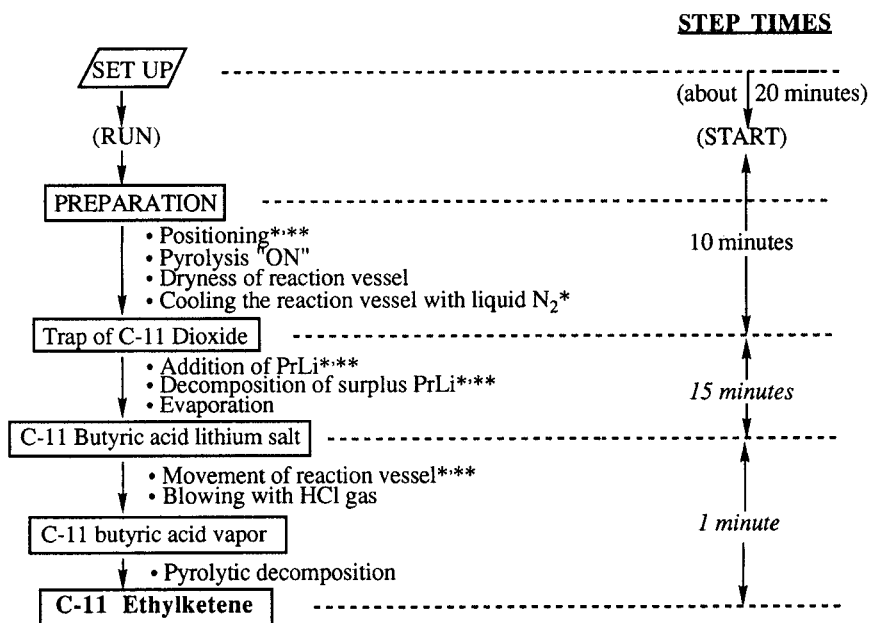 STEP TIMES
SET UP
(about 20 minutes)
(RUN)
(START)
PREPARATION
• Positioning*,**
• Pyrolysis "ON"
10 minutes
• Dryness of reaction vessel
• Cooling the reaction vessel with liquid N2*
Trap of C-11 Dioxide
• Addition of PrLi*,**
• Decomposition of surplus PrLi*,**
15 minutes
• Evaporation
C-11 Butyric acid lithium salt
• Movement of reaction vessel*,**
• Blowing with HCl gas
1 minute
C-11 butyric acid vapor
• Pyrolytic decomposition
C-11 Ethylketene